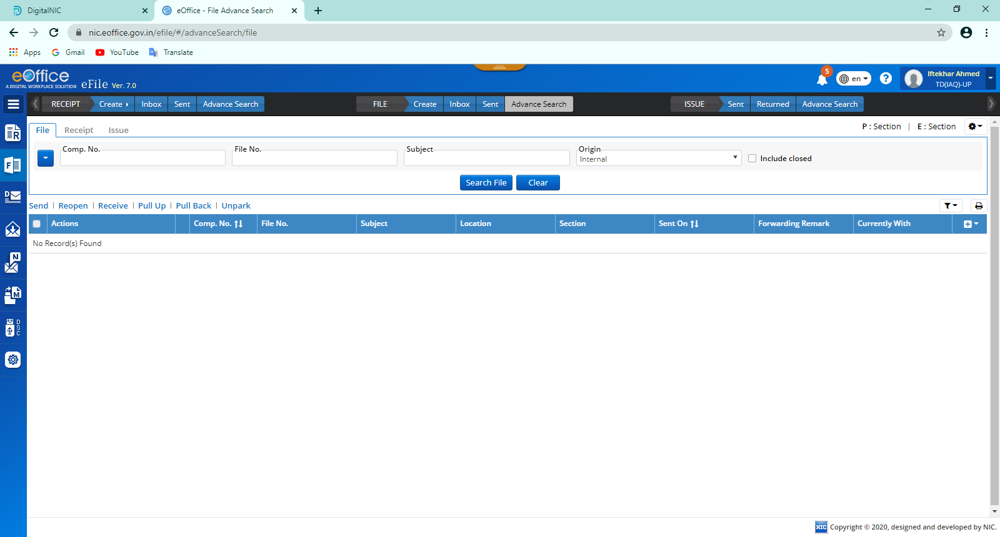 DigitalNIC
eOffice - File Advance Search
nic.eoffice.gov.in/efile/#/advanceSearch/file
Apps Gmail YouTube Translate
eOffice
A DIGITAL WORKPLACE SOLUTION eFile Ver. 7.0
5
en
?
Iftekhar Ahmed
TD(IAQ)-UP
RECEIPT Create Inbox Sent Advance Search
FILE Create Inbox Sent Advance Search
ISSUE Sent Returned Advance Search
File Receipt Issue
P : Section | E : Section
Comp. No. File No. Subject Origin
Internal
Include closed
Search File Clear
Send | Reopen | Receive | Pull Up | Pull Back | Unpark
Actions Comp. No. File No. Subject Location Section Sent On Forwarding Remark Currently With
No Record(s) Found
R
F
D
N
M
DSC
NIC Copyright © 2020, designed and developed by NIC.